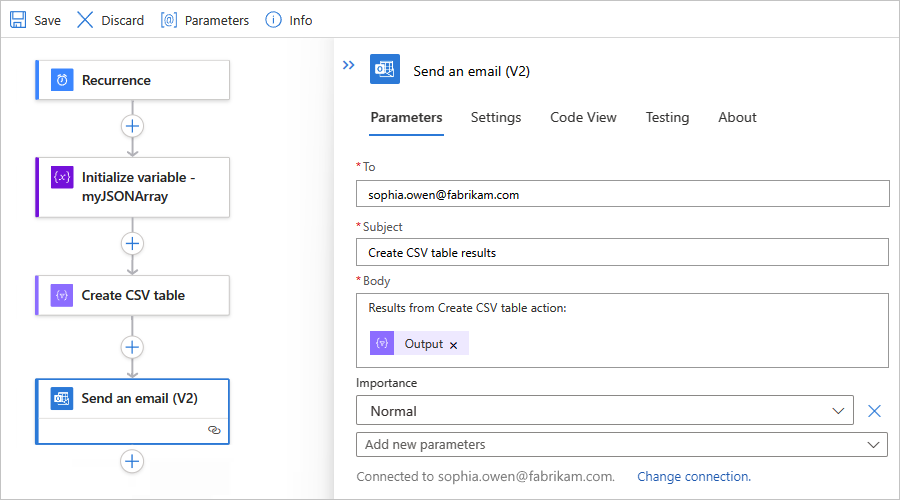 Save Discard Parameters Info
Recurrence
Initialize variable -
myJSONArray
Create CSV table
Send an email (V2)
Send an email (V2)
Parameters Settings Code View Testing About
* To
sophia.owen@fabrikam.com
* Subject
Create CSV table results
* Body
Results from Create CSV table action:
Output
Importance
Normal
Add new parameters
Connected to sophia.owen@fabrikam.com. Change connection.